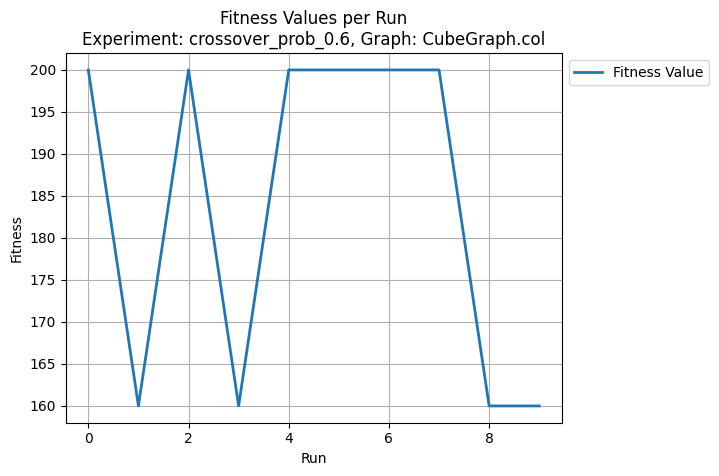 Fitness Values per Run
Experiment: crossover_prob_0.6, Graph: CubeGraph.col
Fitness Value
200
195
190
185
180
175
170
165
160
Fitness
0 2 4 6 8
Run